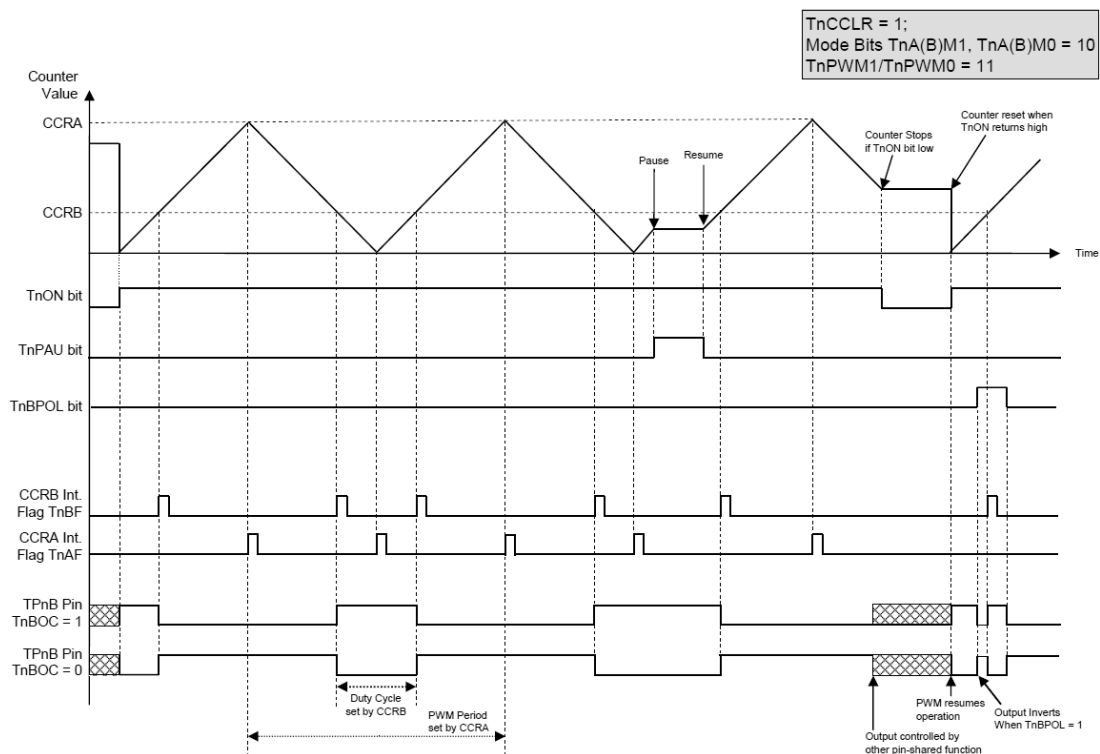 TnCCLR = 1;
Mode Bits TnA(B)M1, TnA(B)M0 = 10
TnPWM1/TnPWM0 = 11
Counter
Value
CCRA
Counter Stops
if TnON bit low
Counter reset when
TnON returns high
Pause
Resume
CCRB
Time
TnON bit
TnPAU bit
TnBPOL bit
CCRB Int.
Flag TnBF
CCRA Int.
Flag TnAF
TPnB Pin
TnBOC = 1
TPnB Pin
TnBOC = 0
Duty Cycle
set by CCRB
PWM Period
set by CCRA
Output controlled by
other pin-shared function
PWM resumes
operation
Output Inverts
When TnBPOL = 1